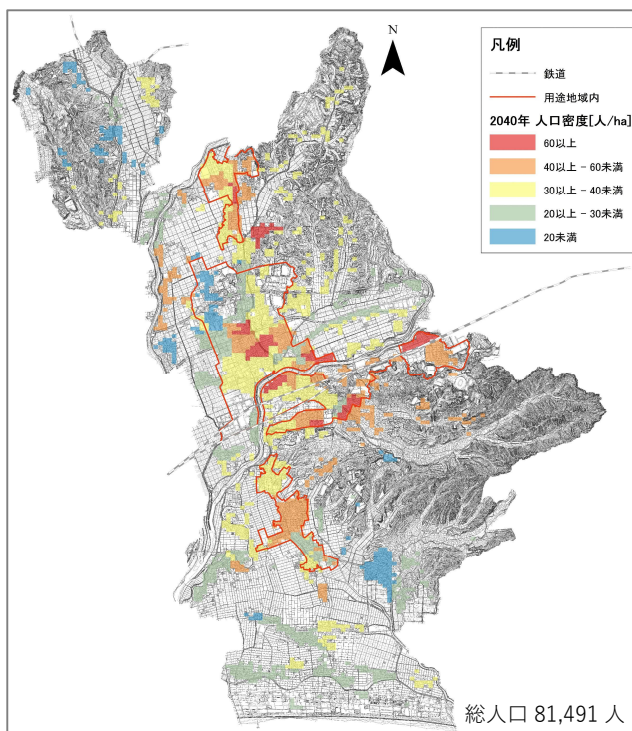 N
凡例
鉄道
用途地域内
2040年 人口密度[人/ha]
60以上
40以上 - 60未満
30以上 - 40未満
20以上 - 30未満
20未満
総人口 81,491 人